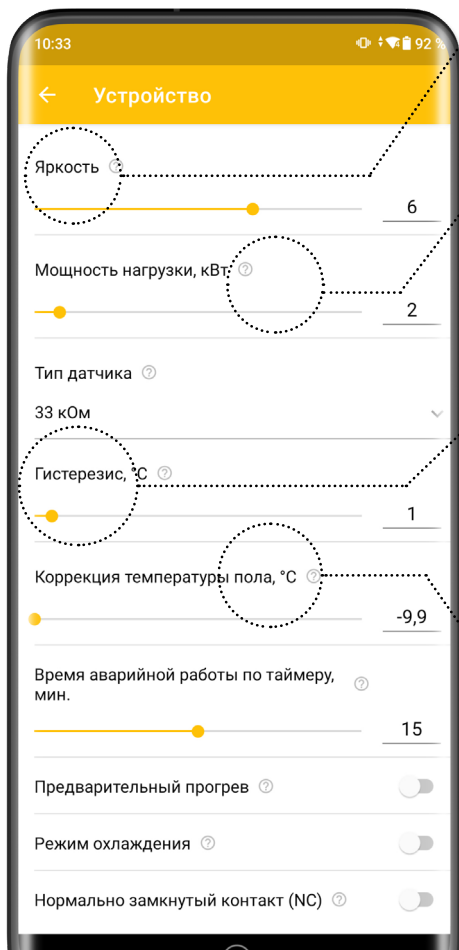 10:33 92 %
Устройство
Яркость
6
Мощность нагрузки, кВт
2
Тип датчика
33 кОм
Гистерезис, °C
1
Коррекция температуры пола, °C
-9,9
Время аварийной работы по таймеру,
мин.
15
Предварительный прогрев
Режим охлаждения
Нормально замкнутый контакт (NC)